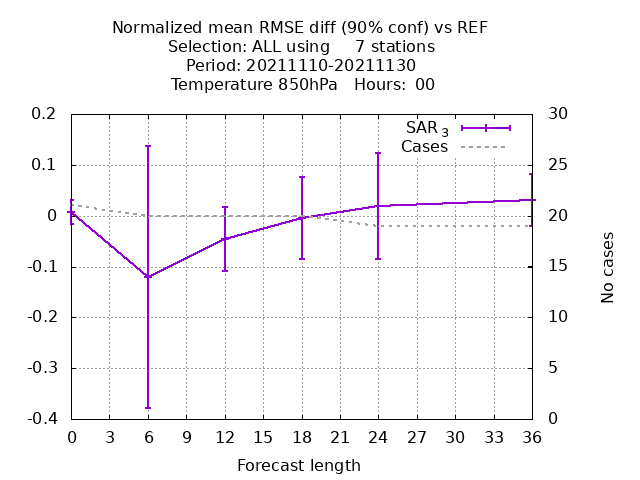 Normalized mean RMSE diff (90% conf) vs REF
Selection: ALL using     7 stations
Period: 20211110-20211130
Temperature 850hPa   Hours:  00
SAR 3
Cases
0.2
0.1
0
-0.1
-0.2
-0.3
-0.4
30
25
20
15
10
5
0
No cases
0 3 6 9 12 15 18 21 24 27 30 33 36
Forecast length